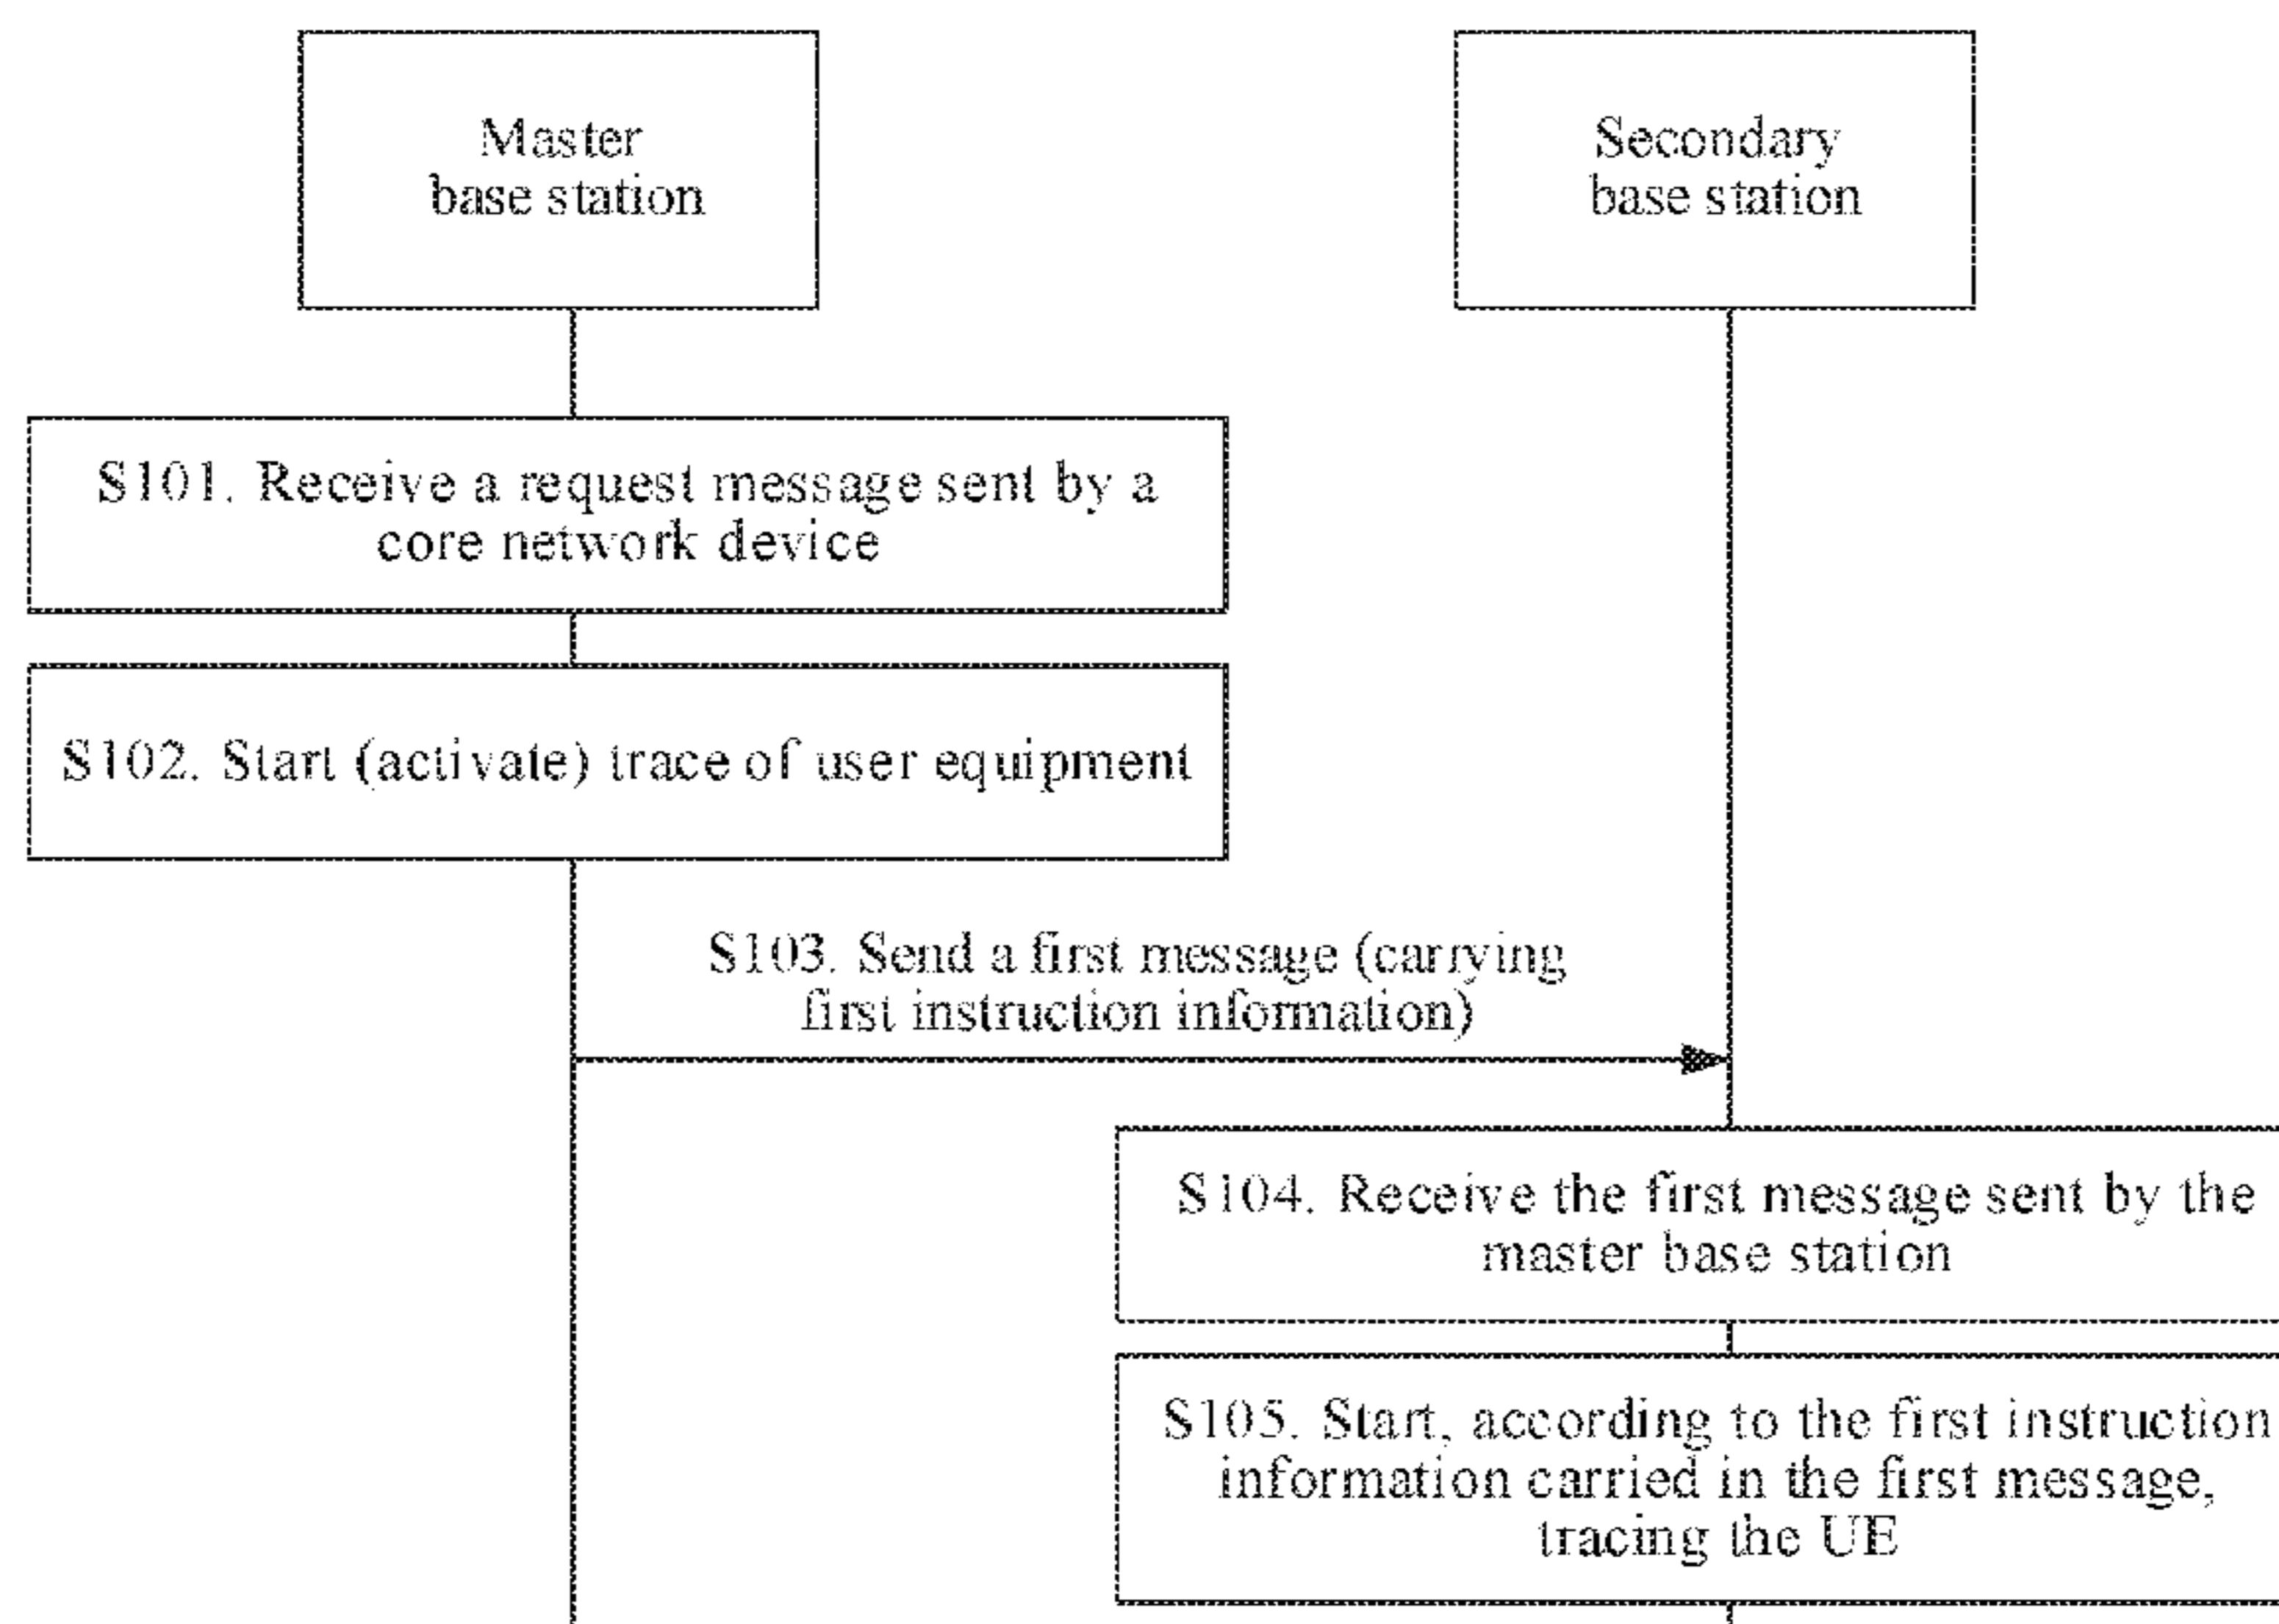 Master
base station
Secondary
base station
S101. Receive a request message sent by a
core network device
S102. Start (activate) trace of user equipment
S103. Send a first message (carrying
first instruction information)
S104. Receive the first message sent by the
master base station
S105. Start, according to the first instruction
information carried in the first message,
tracing the UE